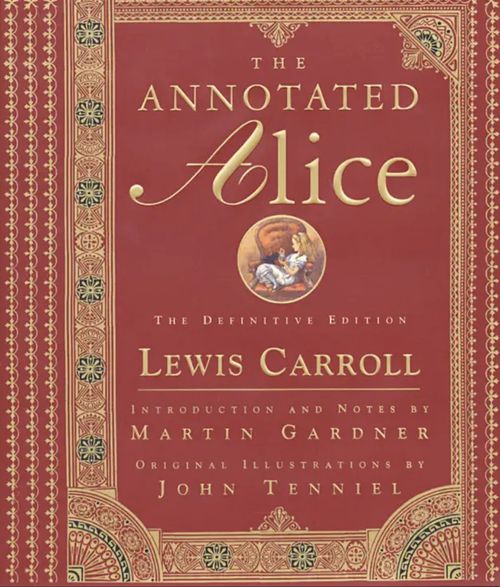 THE
ANNOTATED
Alice
THE DEFINITIVE EDITION
LEWIS CARROLL
INTRODUCTION AND NOTES BY
MARTIN GARDNER
ORIGINAL ILLUSTRATIONS BY
JOHN TENNIEL